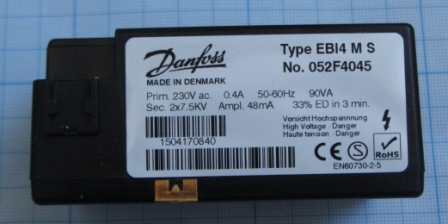 Danfoss
MADE IN DENMARK
Type EBI4 M S
No. 052F4045
Prim. 230V ac. 0.4A 50-60Hz 90VA
Sec. 2x7.5KV Ampl. 48mA 33% ED in 3 min.
Vorsicht Hochspannnung
High Voltage - Danger
Haute tension - Danger
1504170840
CE S RoHS
EN60730-2-5